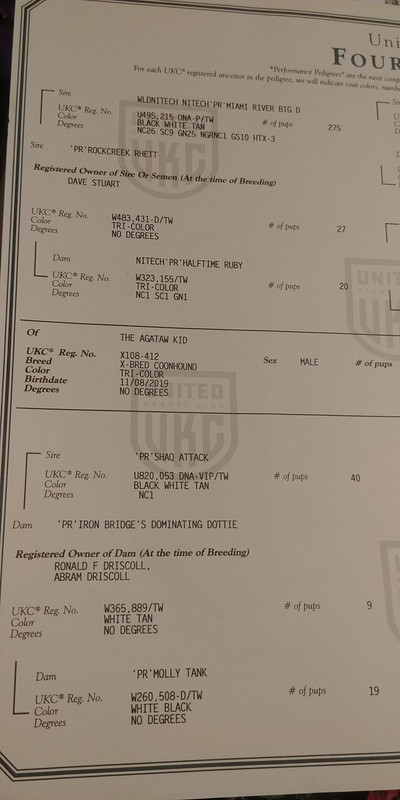 Uni
FOUR
*Performance Pedigrees" are the most comp
For each UKC® registered ancestor in the pedigree, we will indicate coat colors, numb
Sire WLDNITECH NITECH'PR'MIAMI RIVER BIG D
UKC® Reg. No. U495,215 DNA-P/TW
Color BLACK WHITE TAN # of pups 275
Degrees NC26 SC9 GN25 NGRNC1 GS10 HTX-3
Sire 'PR'ROCKCREEK RHETT
Registered Owner of Sire Or Semen (At the time of Breeding)
DAVE STUART
UKC® Reg. No. W483,431-D/TW # of pups 27
Color TRI-COLOR
Degrees NO DEGREES
Dam NITECH'PR'HALFTIME RUBY
UKC® Reg. No. W323,155/TW # of pups 20
Color TRI-COLOR
Degrees NC1 SC1 GN1
Of THE AGATAW KID
UKC® Reg. No. X108-412 Sex MALE # of pups
Breed X-BRED COONHOUND
Color TRI-COLOR
Birthdate 11/08/2019
Degrees NO DEGREES
UNITED
UKC
Sire 'PR'SHAQ ATTACK
UKC® Reg. No. U820,053 DNA-VIP/TW # of pups 40
Color BLACK WHITE TAN
Degrees NC1
Dam 'PR'IRON BRIDGE'S DOMINATING DOTTIE
Registered Owner of Dam (At the time of Breeding)
RONALD F DRISCOLL,
ABRAM DRISCOLL
UKC® Reg. No. W365,889/TW # of pups 9
Color WHITE TAN
Degrees NO DEGREES
Dam 'PR'MOLLY TANK
UKC® Reg. No. W260,508-D/TW # of pups 19
Color WHITE BLACK
Degrees NO DEGREES